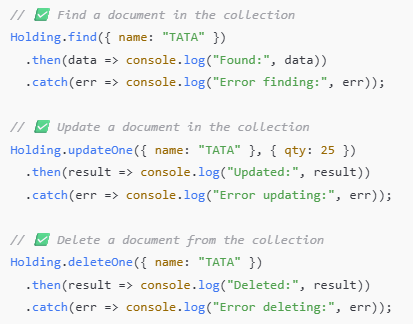 // ✅ Find a document in the collection
Holding.find({ name: "TATA" })
  .then(data => console.log("Found:", data))
  .catch(err => console.log("Error finding:", err));

// ✅ Update a document in the collection
Holding.updateOne({ name: "TATA" }, { qty: 25 })
  .then(result => console.log("Updated:", result))
  .catch(err => console.log("Error updating:", err));

// ✅ Delete a document from the collection
Holding.deleteOne({ name: "TATA" })
  .then(result => console.log("Deleted:", result))
  .catch(err => console.log("Error deleting:", err));